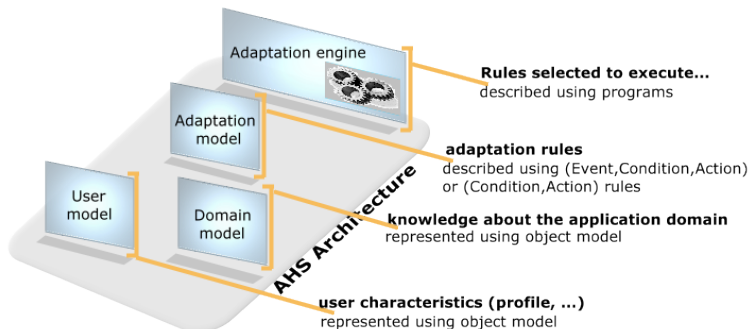 Adaptation engine
Rules selected to execute...
described using programs
Adaptation
model
adaptation rules
described using (Event,Condition,Action)
or (Condition,Action) rules
User
model
Domain
model
knowledge about the application domain
represented using object model
AHS Architecture
user characteristics (profile, ...)
represented using object model